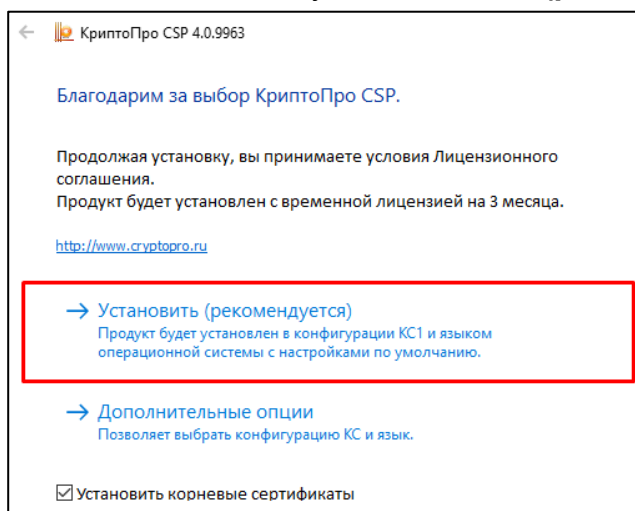 КриптоПро CSP 4.0.9963
Благодарим за выбор КриптоПро CSP.
Продолжая установку, вы принимаете условия Лицензионного
соглашения.
Продукт будет установлен с временной лицензией на 3 месяца.
http://www.cryptopro.ru
Установить (рекомендуется)
Продукт будет установлен в конфигурации КС1 и языком
операционной системы с настройками по умолчанию.
Дополнительные опции
Позволяет выбрать конфигурацию КС и язык.
Установить корневые сертификаты